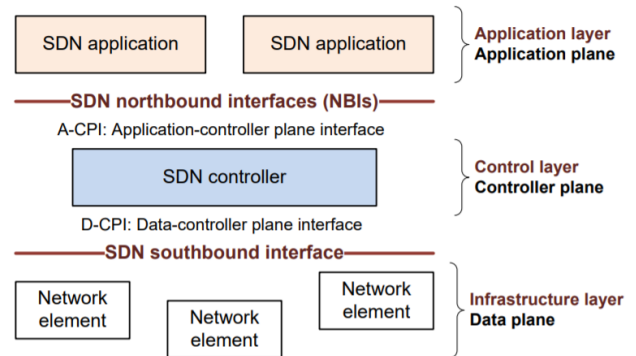 SDN application
SDN application
Application layer
Application plane
SDN northbound interfaces (NBIs)
A-CPI: Application-controller plane interface
SDN controller
Control layer
Controller plane
D-CPI: Data-controller plane interface
SDN southbound interface
Network
element
Network
element
Network
element
Infrastructure layer
Data plane